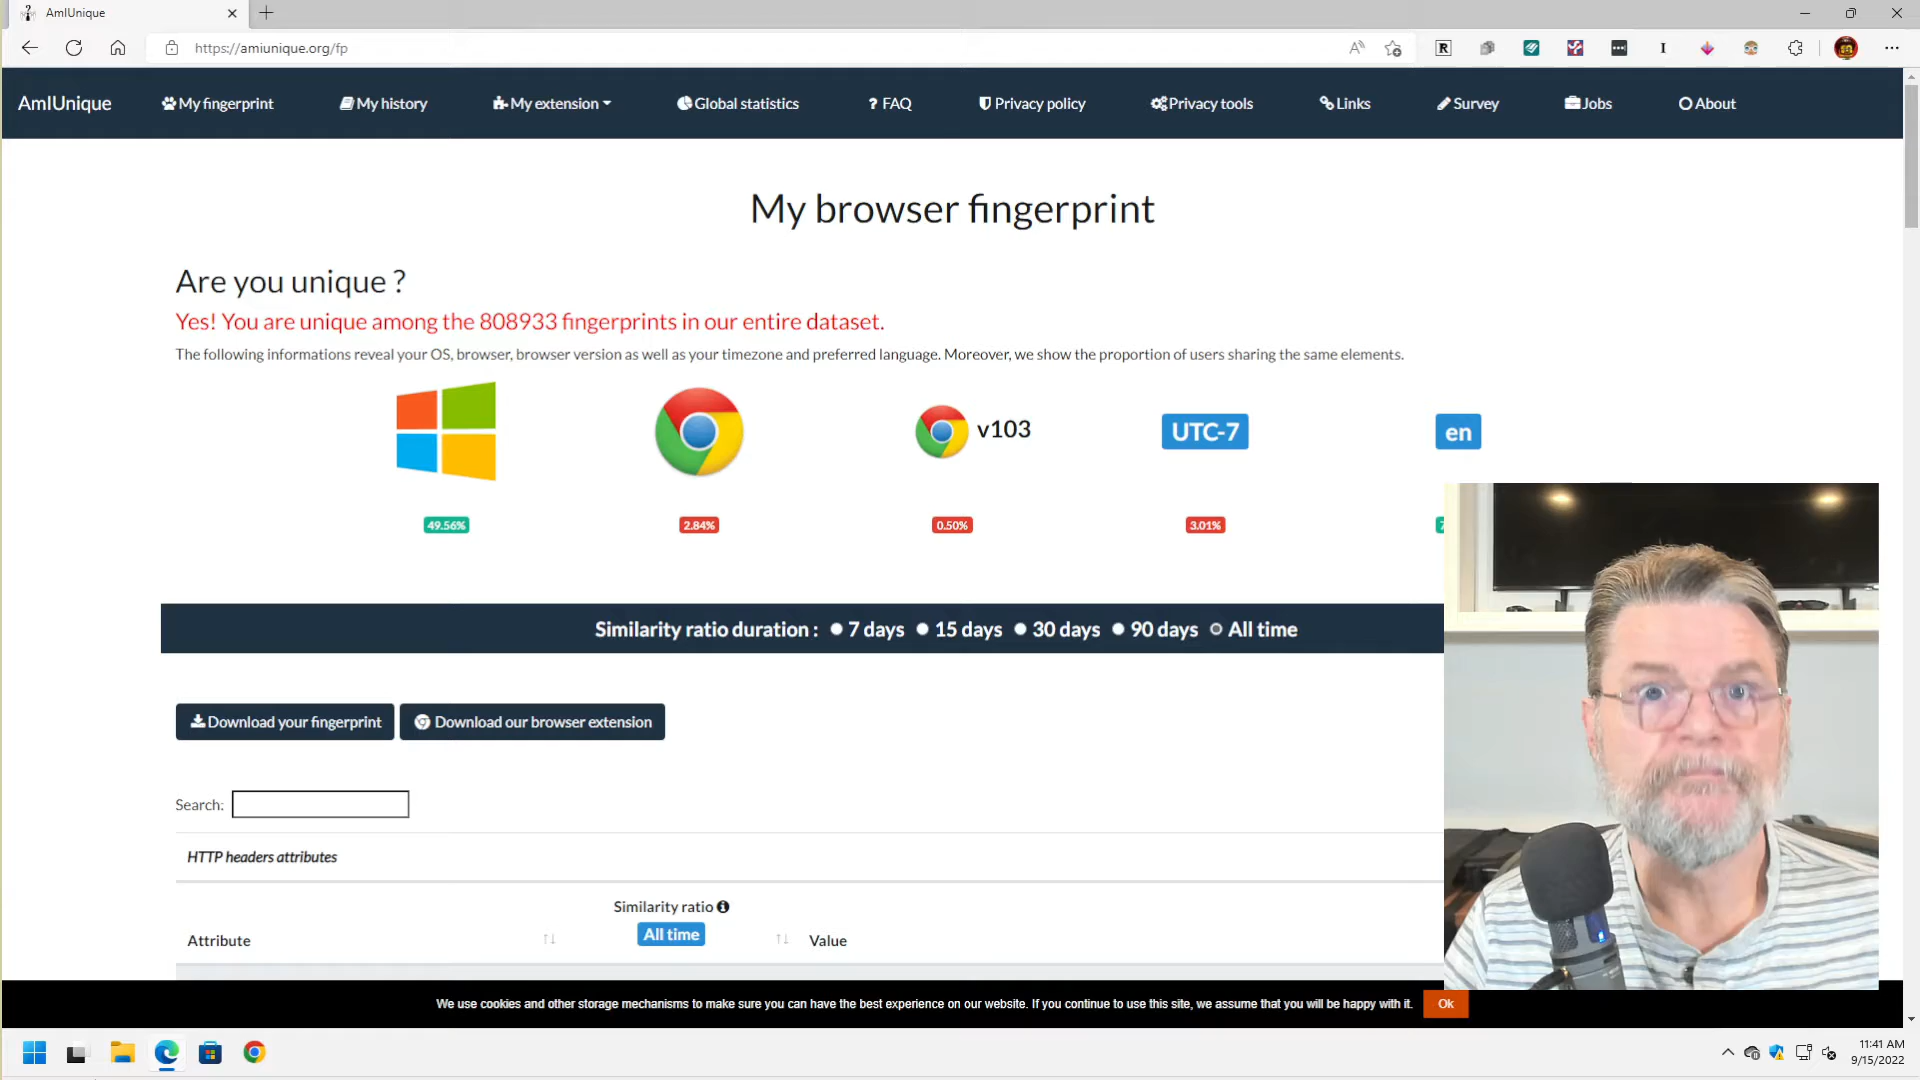 AmIUnique
https://amiunique.org/fp
AmIUnique
My fingerprint
My history
My extension
Global statistics
? FAQ
Privacy policy
Privacy tools
Links
Survey
Jobs
About
My browser fingerprint
Are you unique ?
Yes! You are unique among the 808933 fingerprints in our entire dataset.
The following informations reveal your OS, browser, browser version as well as your timezone and preferred language. Moreover, we show the proportion of users sharing the same elements.
v103
UTC-7
en
49.56%
2.84%
0.50%
3.01%
Similarity ratio duration : 7 days 15 days 30 days 90 days All time
Download your fingerprint
Download our browser extension
Search:
HTTP headers attributes
Similarity ratio
All time
Attribute
Value
We use cookies and other storage mechanisms to make sure you can have the best experience on our website. If you continue to use this site, we assume that you will be happy with it.
Ok
11:41 AM
9/15/2022